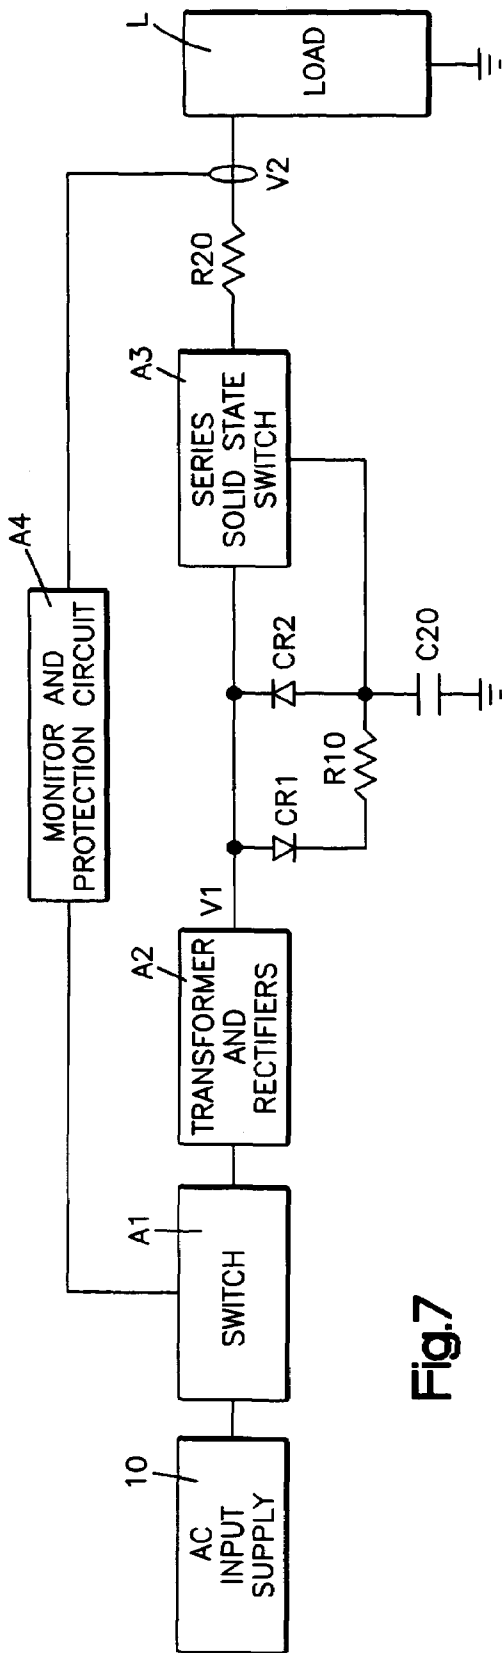 10
AC
INPUT
SUPPLY
A1
SWITCH
A2
TRANSFORMER
AND
RECTIFIERS
V1
CR1
R10
CR2
C20
A4
MONITOR AND
PROTECTION CIRCUIT
A3
SERIES
SOLID STATE
SWITCH
R20
V2
L
LOAD
Fig.7